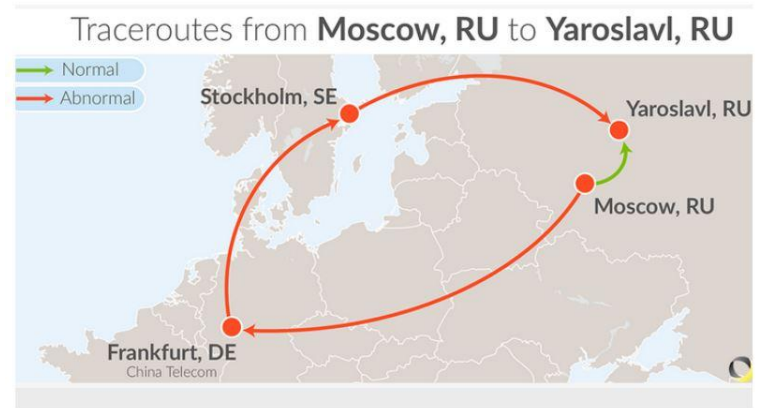 Traceroutes from Moscow, RU to Yaroslavl, RU
Normal
Abnormal
Stockholm, SE
Yaroslavl, RU
Moscow, RU
Frankfurt, DE
China Telecom